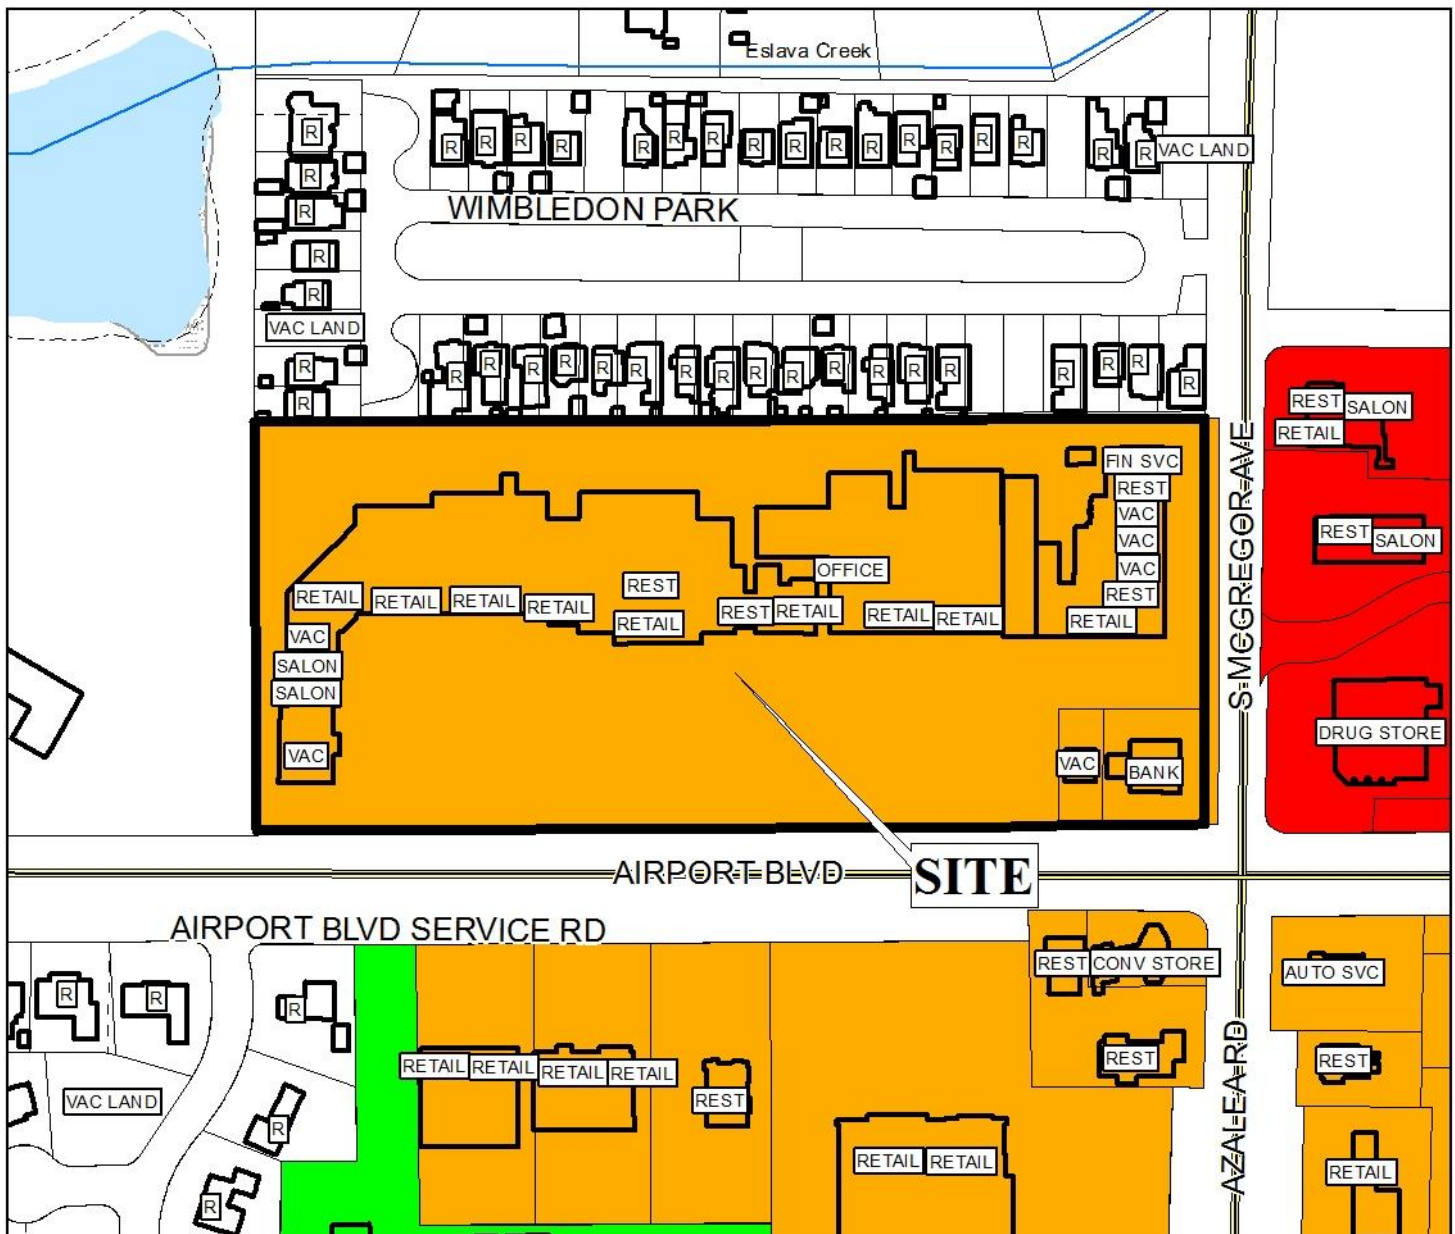 Eslava Creek
R R R R R R R R R R R R R R R R R R
VAC LAND
R
R
WIMBLEDON PARK
R
R
VAC LAND
R R R R R R R R R R R R R R R R R R
R
R
REST SALON
RETAIL
S MCGREGOR AVE
FIN SVC
REST
VAC
VAC
VAC
REST
RETAIL
REST SALON
OFFICE
REST
RETAIL RETAIL RETAIL RETAIL
RETAIL
REST RETAIL
RETAIL RETAIL
VAC
SALON
SALON
VAC
DRUG STORE
VAC BANK
AIRPORT BLVD
SITE
AIRPORT BLVD SERVICE RD
REST CONV STORE
AUTO SVC
R R R
REST
REST
RETAIL RETAIL RETAIL RETAIL
REST
VAC LAND
R
AZALEA RD
RETAIL RETAIL
RETAIL
R